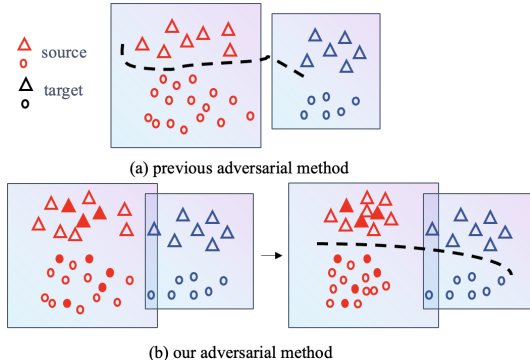 source
target
(a) previous adversarial method
(b) our adversarial method